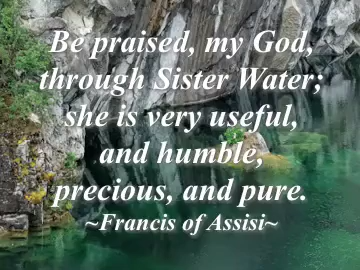 Be praised, my God,
through Sister Water;
she is very useful,
and humble,
precious, and pure.
~Francis of Assisi~